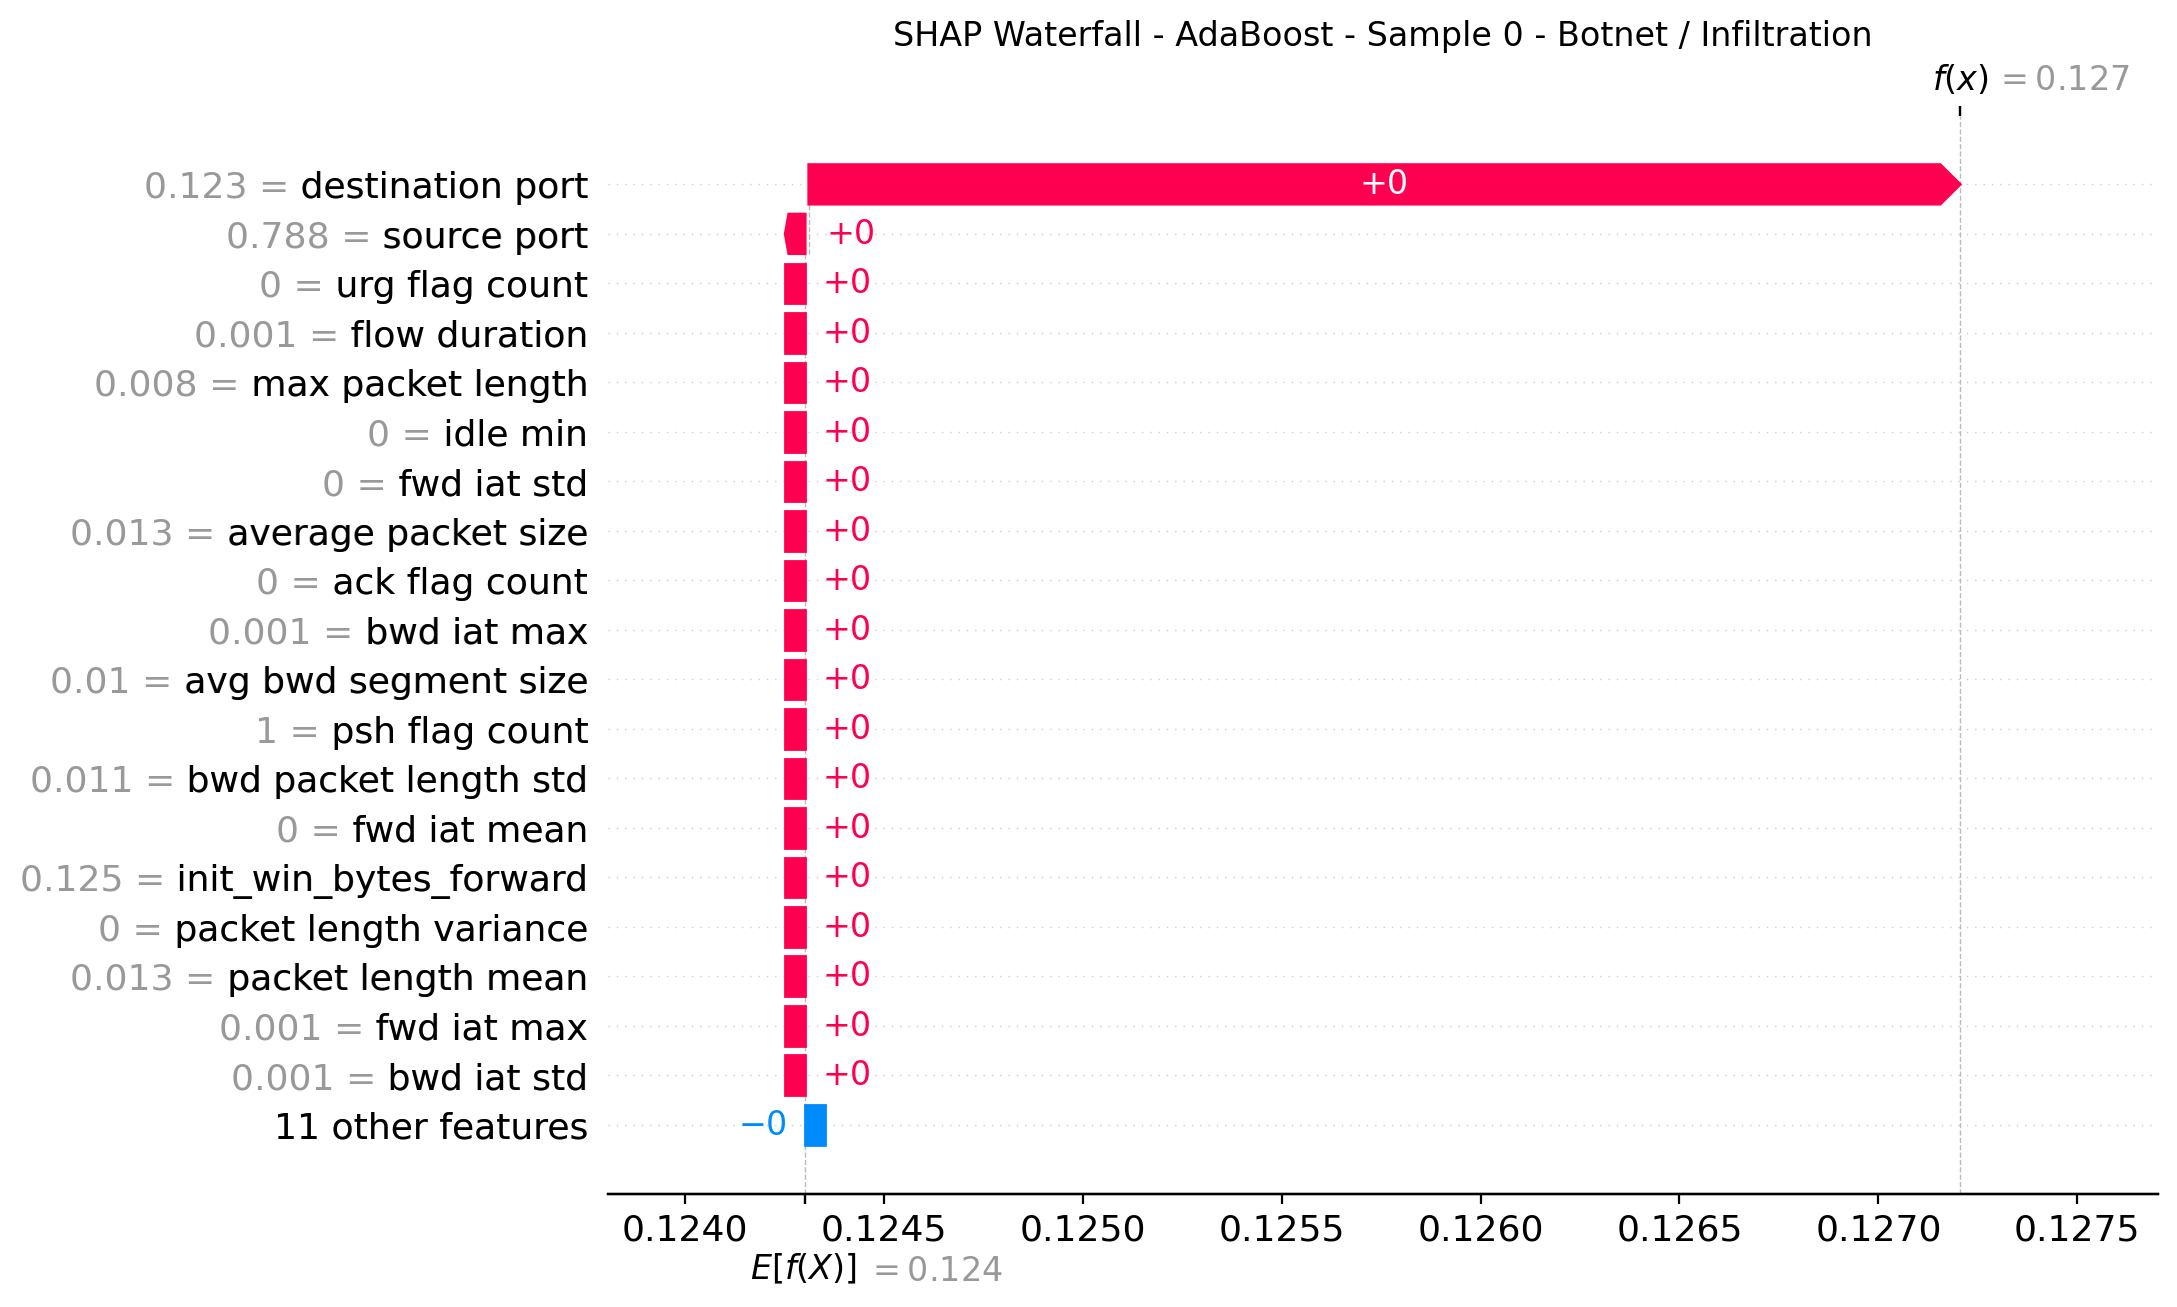 SHAP Waterfall - AdaBoost - Sample 0 - Botnet / Infiltration
f(x) = 0.127
0.123 = destination port +0
0.788 = source port +0
0 = urg flag count +0
0.001 = flow duration +0
0.008 = max packet length +0
0 = idle min +0
0 = fwd iat std +0
0.013 = average packet size +0
0 = ack flag count +0
0.001 = bwd iat max +0
0.01 = avg bwd segment size +0
1 = psh flag count +0
0.011 = bwd packet length std +0
0 = fwd iat mean +0
0.125 = init_win_bytes_forward +0
0 = packet length variance +0
0.013 = packet length mean +0
0.001 = fwd iat max +0
0.001 = bwd iat std +0
11 other features −0
0.1240 0.1245 0.1250 0.1255 0.1260 0.1265 0.1270 0.1275
E[f(X)] = 0.124